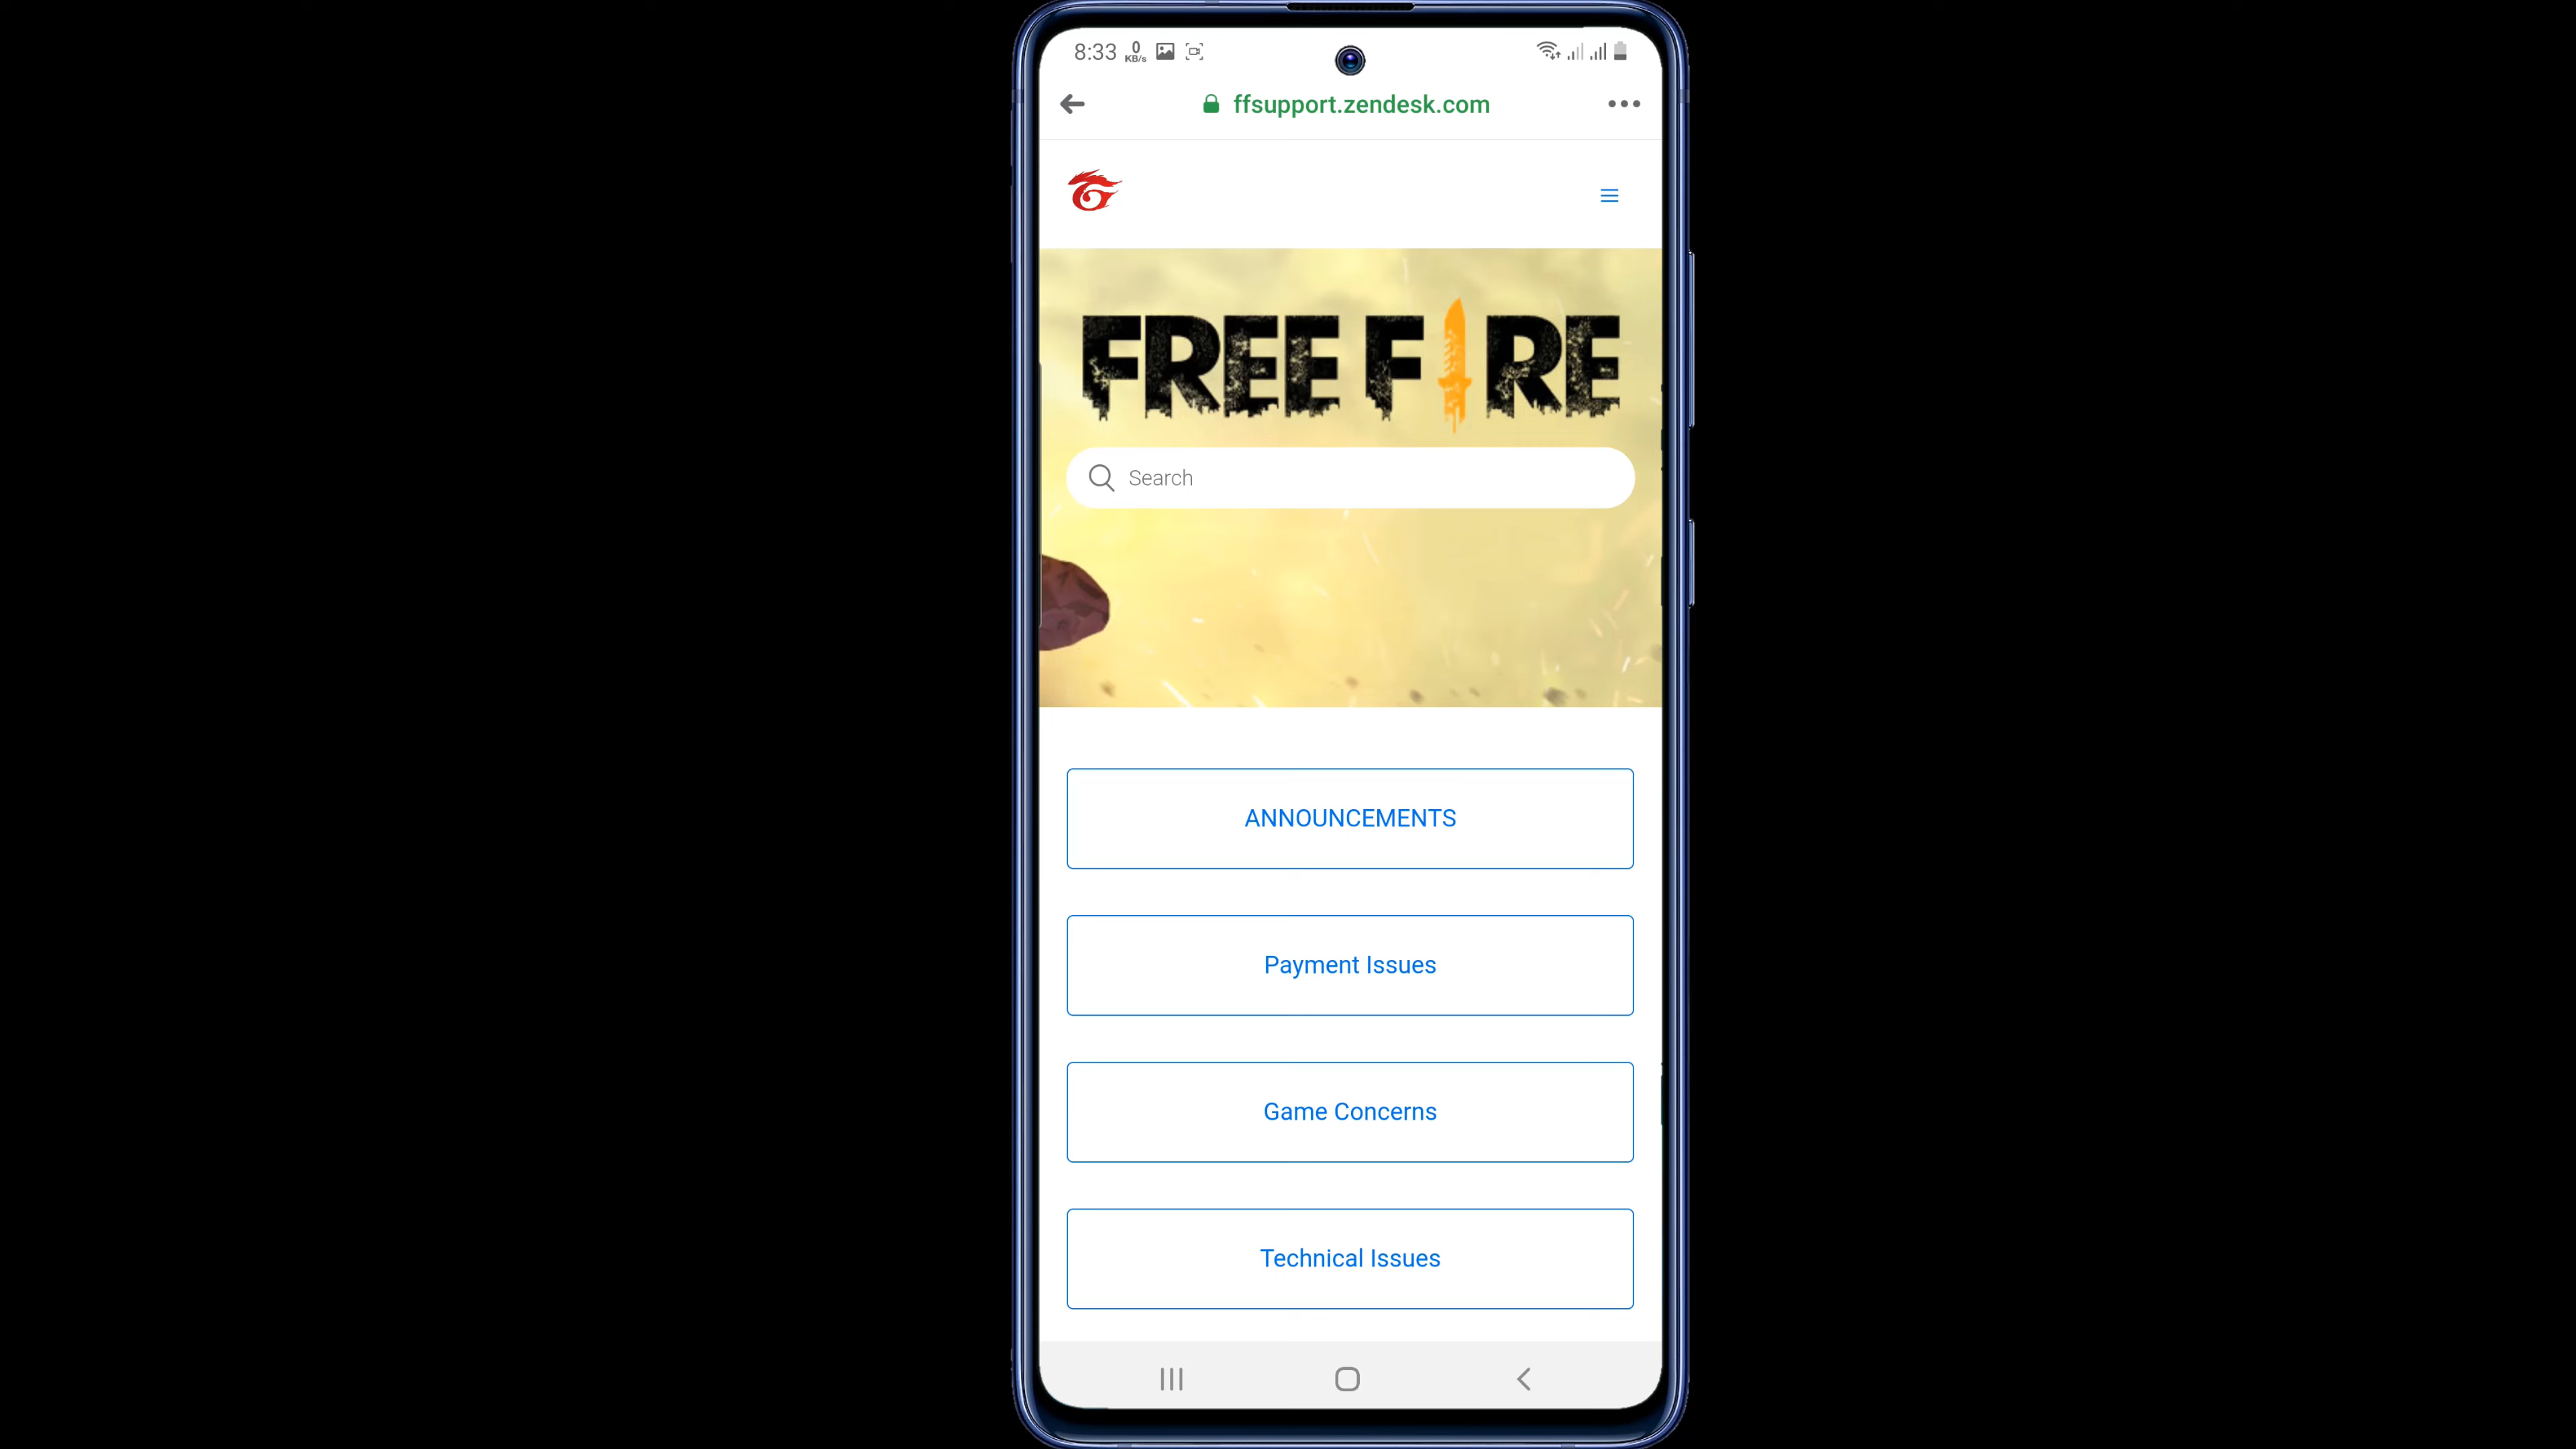 8:33 0 KB/s
ffsupport.zendesk.com
FREE FIRE
Search
ANNOUNCEMENTS
Payment Issues
Game Concerns
Technical Issues